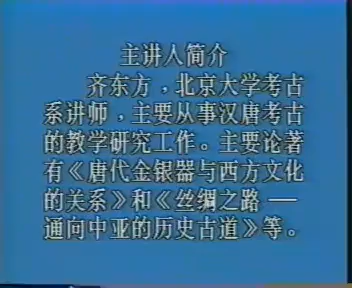 主讲人简介
齐东方，北京大学考古
系讲师，主要从事汉唐考古
的教学研究工作。主要论著
有《唐代金银器与西方文化
的关系》和《丝绸之路 —
通向中亚的历史古道》等。